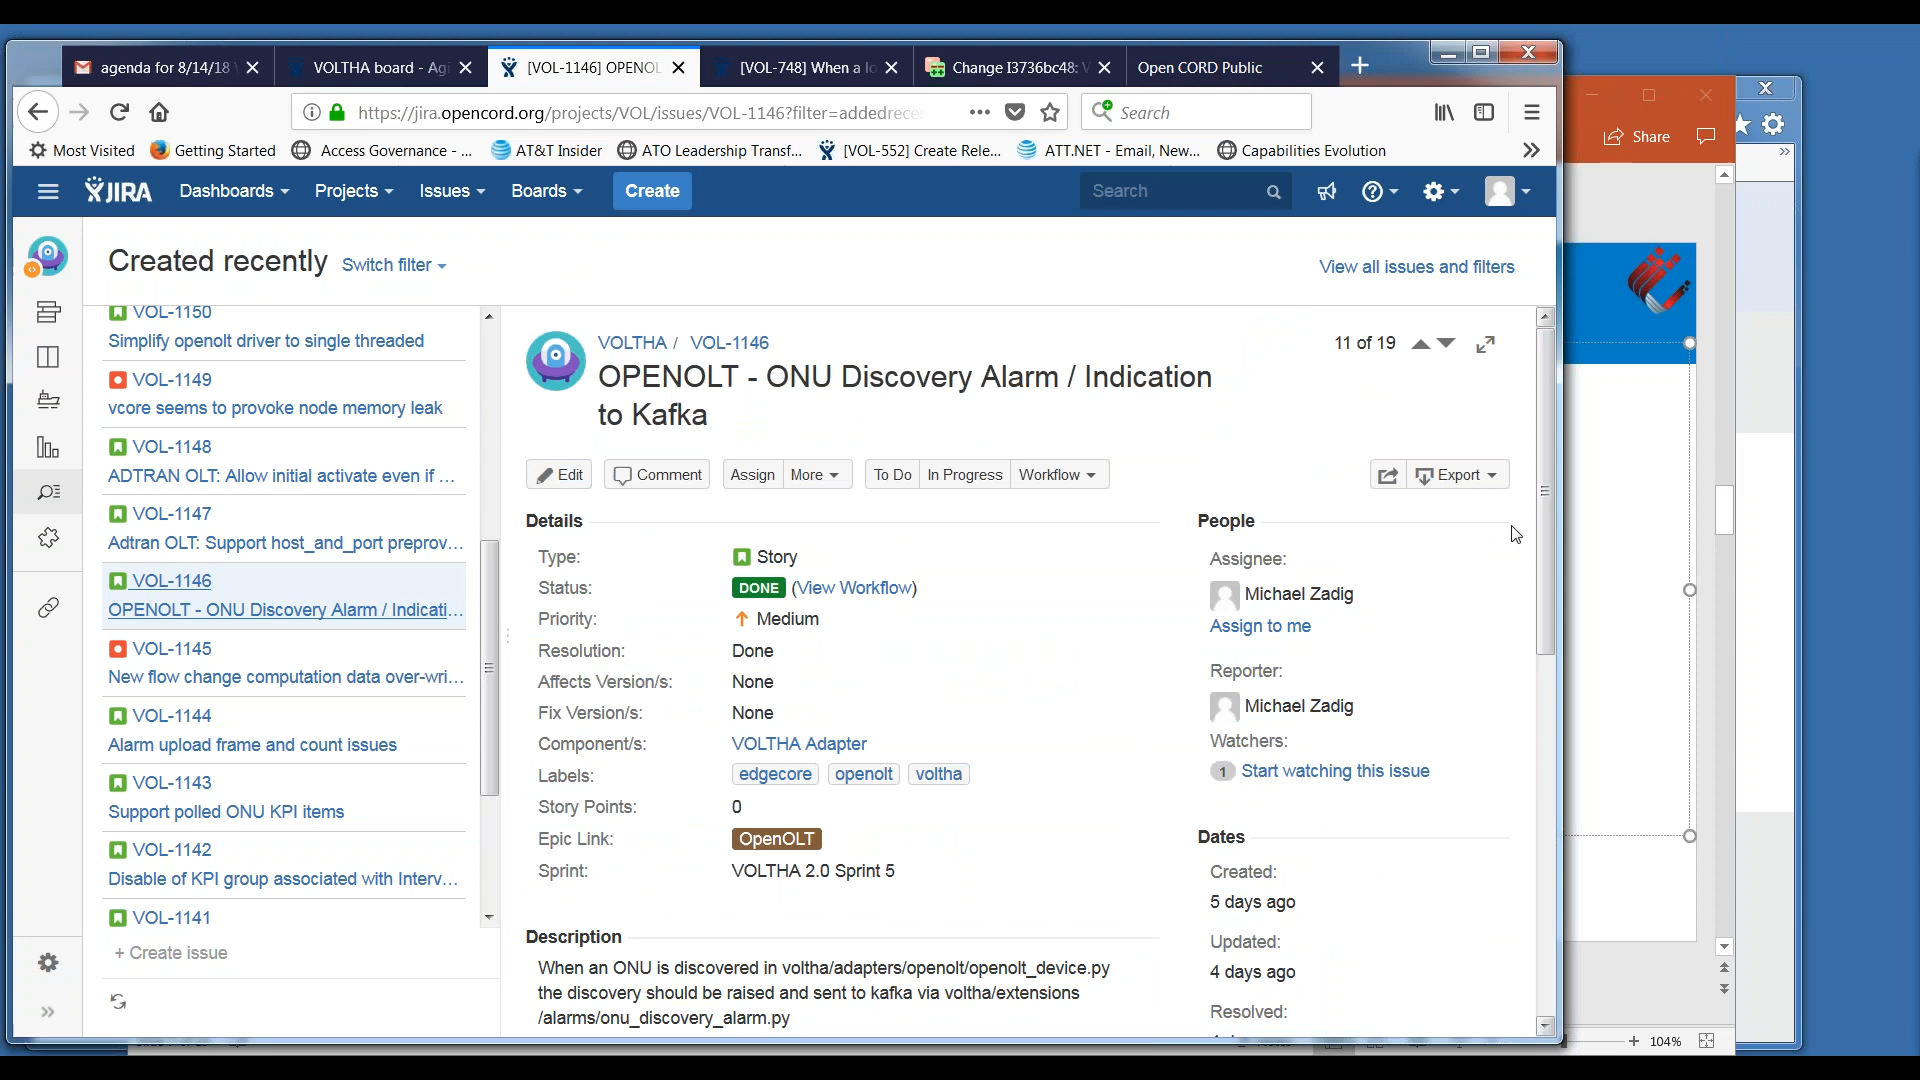 agenda for 8/14/18
VOLTHA board - Ag
[VOL-1146] OPENOL
[VOL-748] When a lo
Change I3736bc48: V
Open CORD Public
https://jira.opencord.org/projects/VOL/issues/VOL-1146?filter=addedrecen
Search
Most Visited
Getting Started
Access Governance - ...
AT&T Insider
ATO Leadership Transf...
[VOL-552] Create Rele...
ATT.NET - Email, New...
Capabilities Evolution
JIRA
Dashboards
Projects
Issues
Boards
Create
Search
Share
Created recently
Switch filter
View all issues and filters
VOL-1150
Simplify openolt driver to single threaded
VOL-1149
vcore seems to provoke node memory leak
VOL-1148
ADTRAN OLT: Allow initial activate even if ...
VOL-1147
Adtran OLT: Support host_and_port preprov...
VOL-1146
OPENOLT - ONU Discovery Alarm / Indicati...
VOL-1145
New flow change computation data over-wri...
VOL-1144
Alarm upload frame and count issues
VOL-1143
Support polled ONU KPI items
VOL-1142
Disable of KPI group associated with Interv...
VOL-1141
+ Create issue
VOLTHA / VOL-1146
11 of 19
OPENOLT - ONU Discovery Alarm / Indication
to Kafka
Edit
Comment
Assign
More
To Do
In Progress
Workflow
Export
Details
Type: Story
Status: DONE (View Workflow)
Priority: Medium
Resolution: Done
Affects Version/s: None
Fix Version/s: None
Component/s: VOLTHA Adapter
Labels: edgecore openolt voltha
Story Points: 0
Epic Link: OpenOLT
Sprint: VOLTHA 2.0 Sprint 5
Description
When an ONU is discovered in voltha/adapters/openolt/openolt_device.py
the discovery should be raised and sent to kafka via voltha/extensions
/alarms/onu_discovery_alarm.py
People
Assignee:
Michael Zadig
Assign to me
Reporter:
Michael Zadig
Watchers:
1 Start watching this issue
Dates
Created:
5 days ago
Updated:
4 days ago
Resolved:
104%